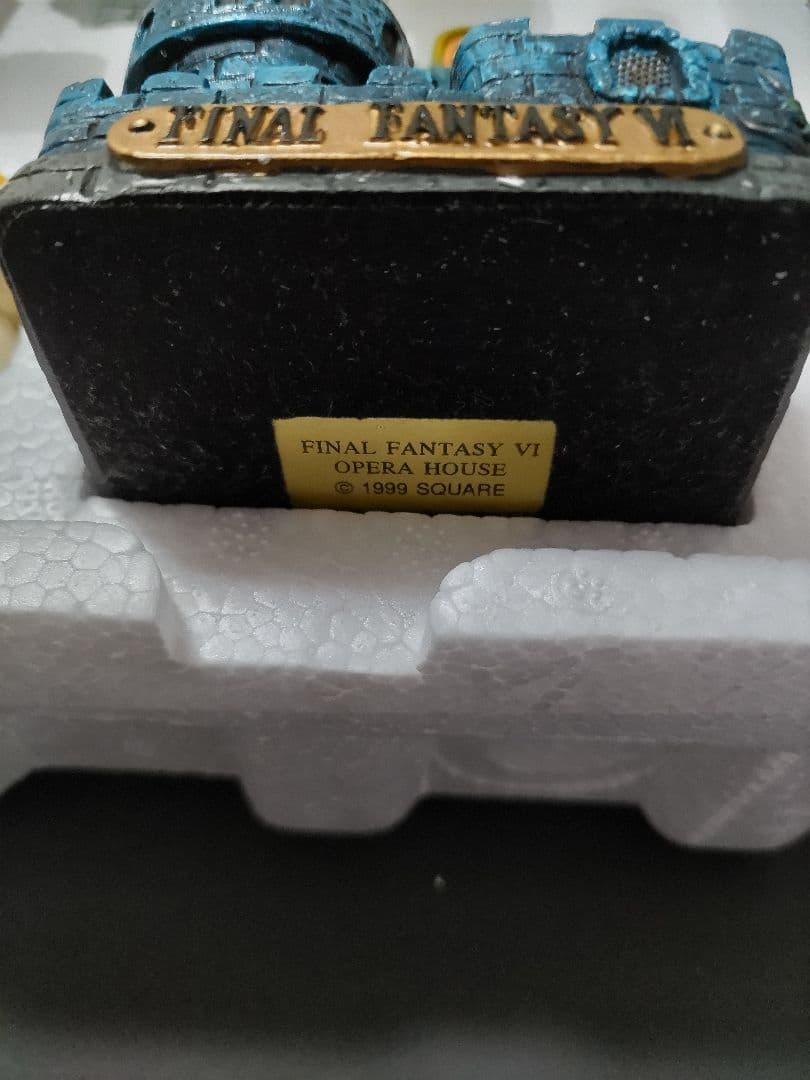 FINAL FANTASY VI
FINAL FANTASY VI
OPERA HOUSE
© 1999 SQUARE